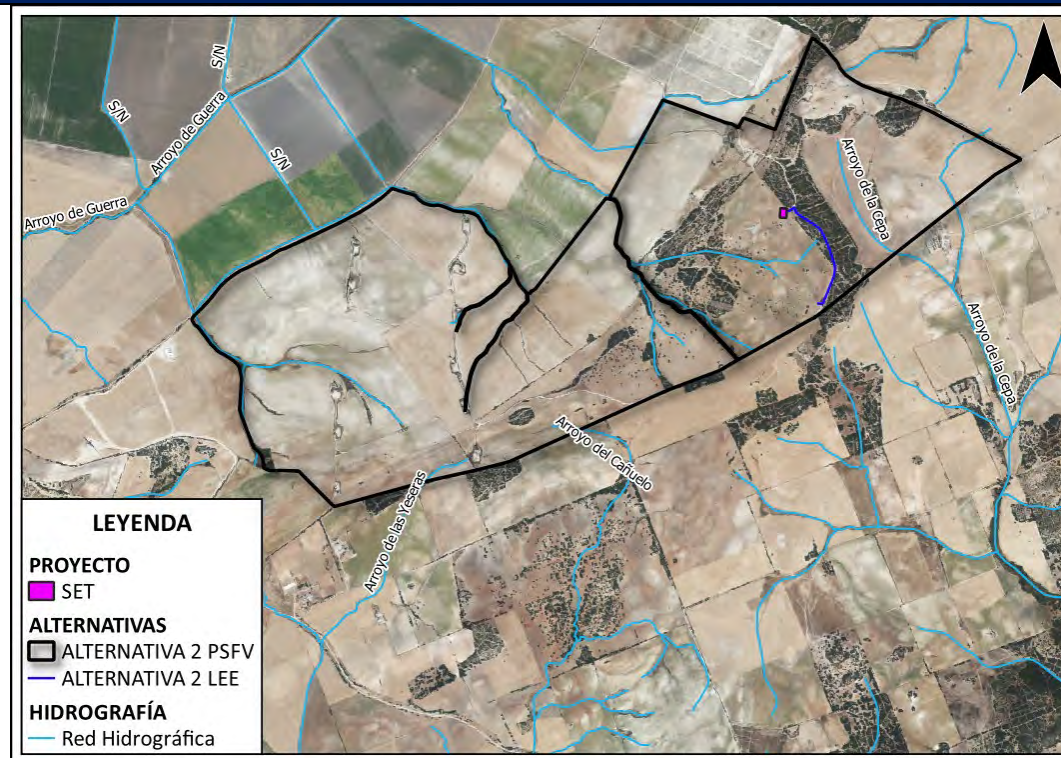 S/N
S/N
Arroyo de Guerra
S/N
Arroyo de Guerra
Arroyo de la Cepa
Arroyo de la Cepa
Arroyo del Cañuelo
Arroyo de las Yeseras
LEYENDA
PROYECTO
SET
ALTERNATIVAS
ALTERNATIVA 2 PSFV
ALTERNATIVA 2 LEE
HIDROGRAFÍA
Red Hidrográfica